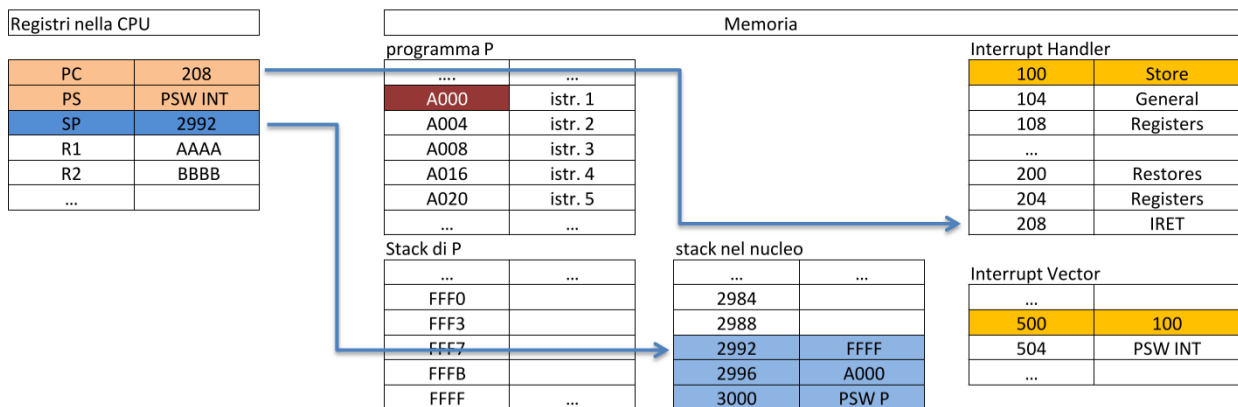 Registri nella CPU
Memoria
programma P
Interrupt Handler
PC 208
PS PSW INT
SP 2992
R1 AAAA
R2 BBBB
...
.... ...
A000 istr. 1
A004 istr. 2
A008 istr. 3
A016 istr. 4
A020 istr. 5
... ...
100 Store
104 General
108 Registers
...
200 Restores
204 Registers
208 IRET
Stack di P
... ...
FFF0
FFF3
FFF7
FFFB
FFFF ...
stack nel nucleo
... ...
2984
2988
2992 FFFF
2996 A000
3000 PSW P
Interrupt Vector
...
500 100
504 PSW INT
...